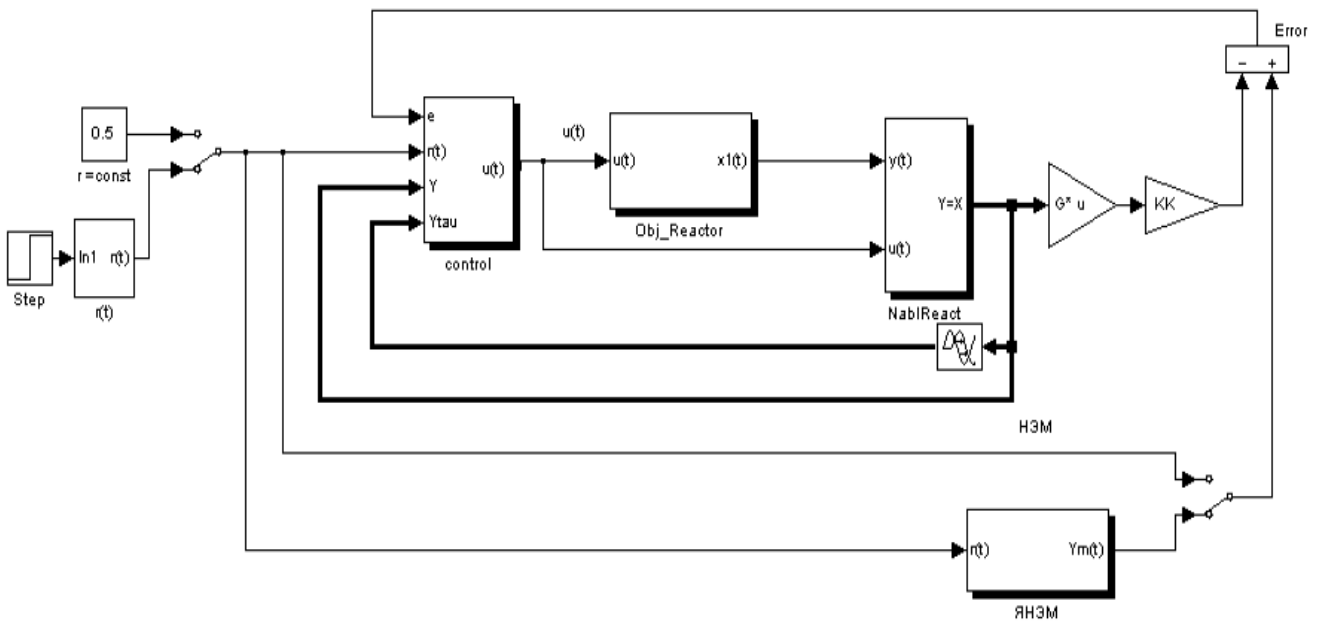 Error
− +
0.5
r =const
Step
In1 r(t)
r(t)
e
r(t)
Y
Ytau
u(t)
control
u(t)
u(t) x1(t)
Obj_Reactor
y(t)
Y=X
u(t)
NablReact
G* u
KK
НЭМ
r(t) Ym(t)
ЯНЭМ